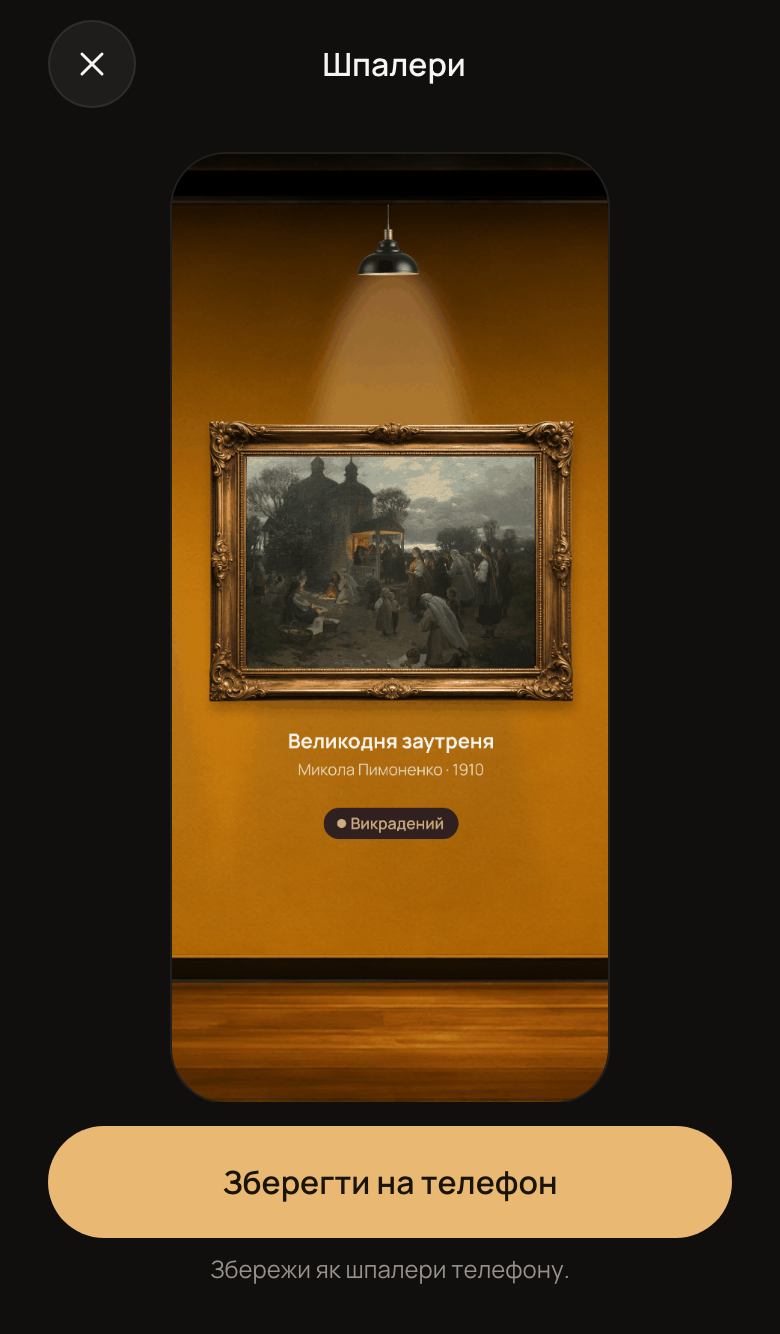 Шпалери
Великодня заутреня
Микола Пимоненко · 1910
Викрадений
Зберегти на телефон
Збережи як шпалери телефону.